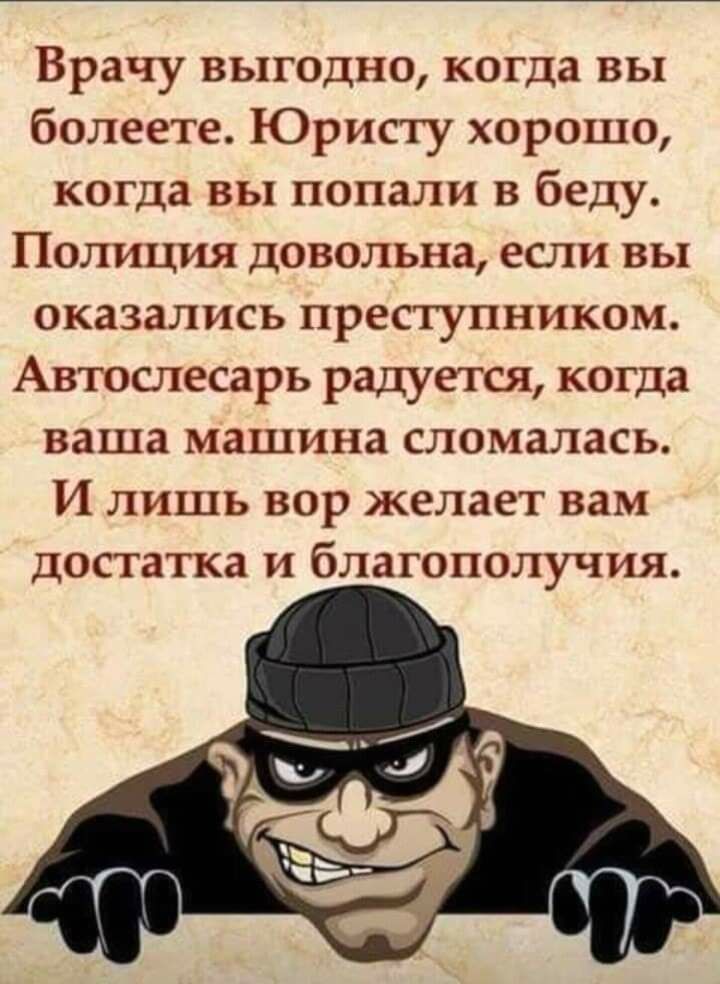 Врачу выгодно, когда вы
болеете. Юристу хорошо,
когда вы попали в беду.
Полиция довольна, если вы
оказались преступником.
Автослесарь радуется, когда
ваша машина сломалась.
И лишь вор желает вам
достатка и благополучия.